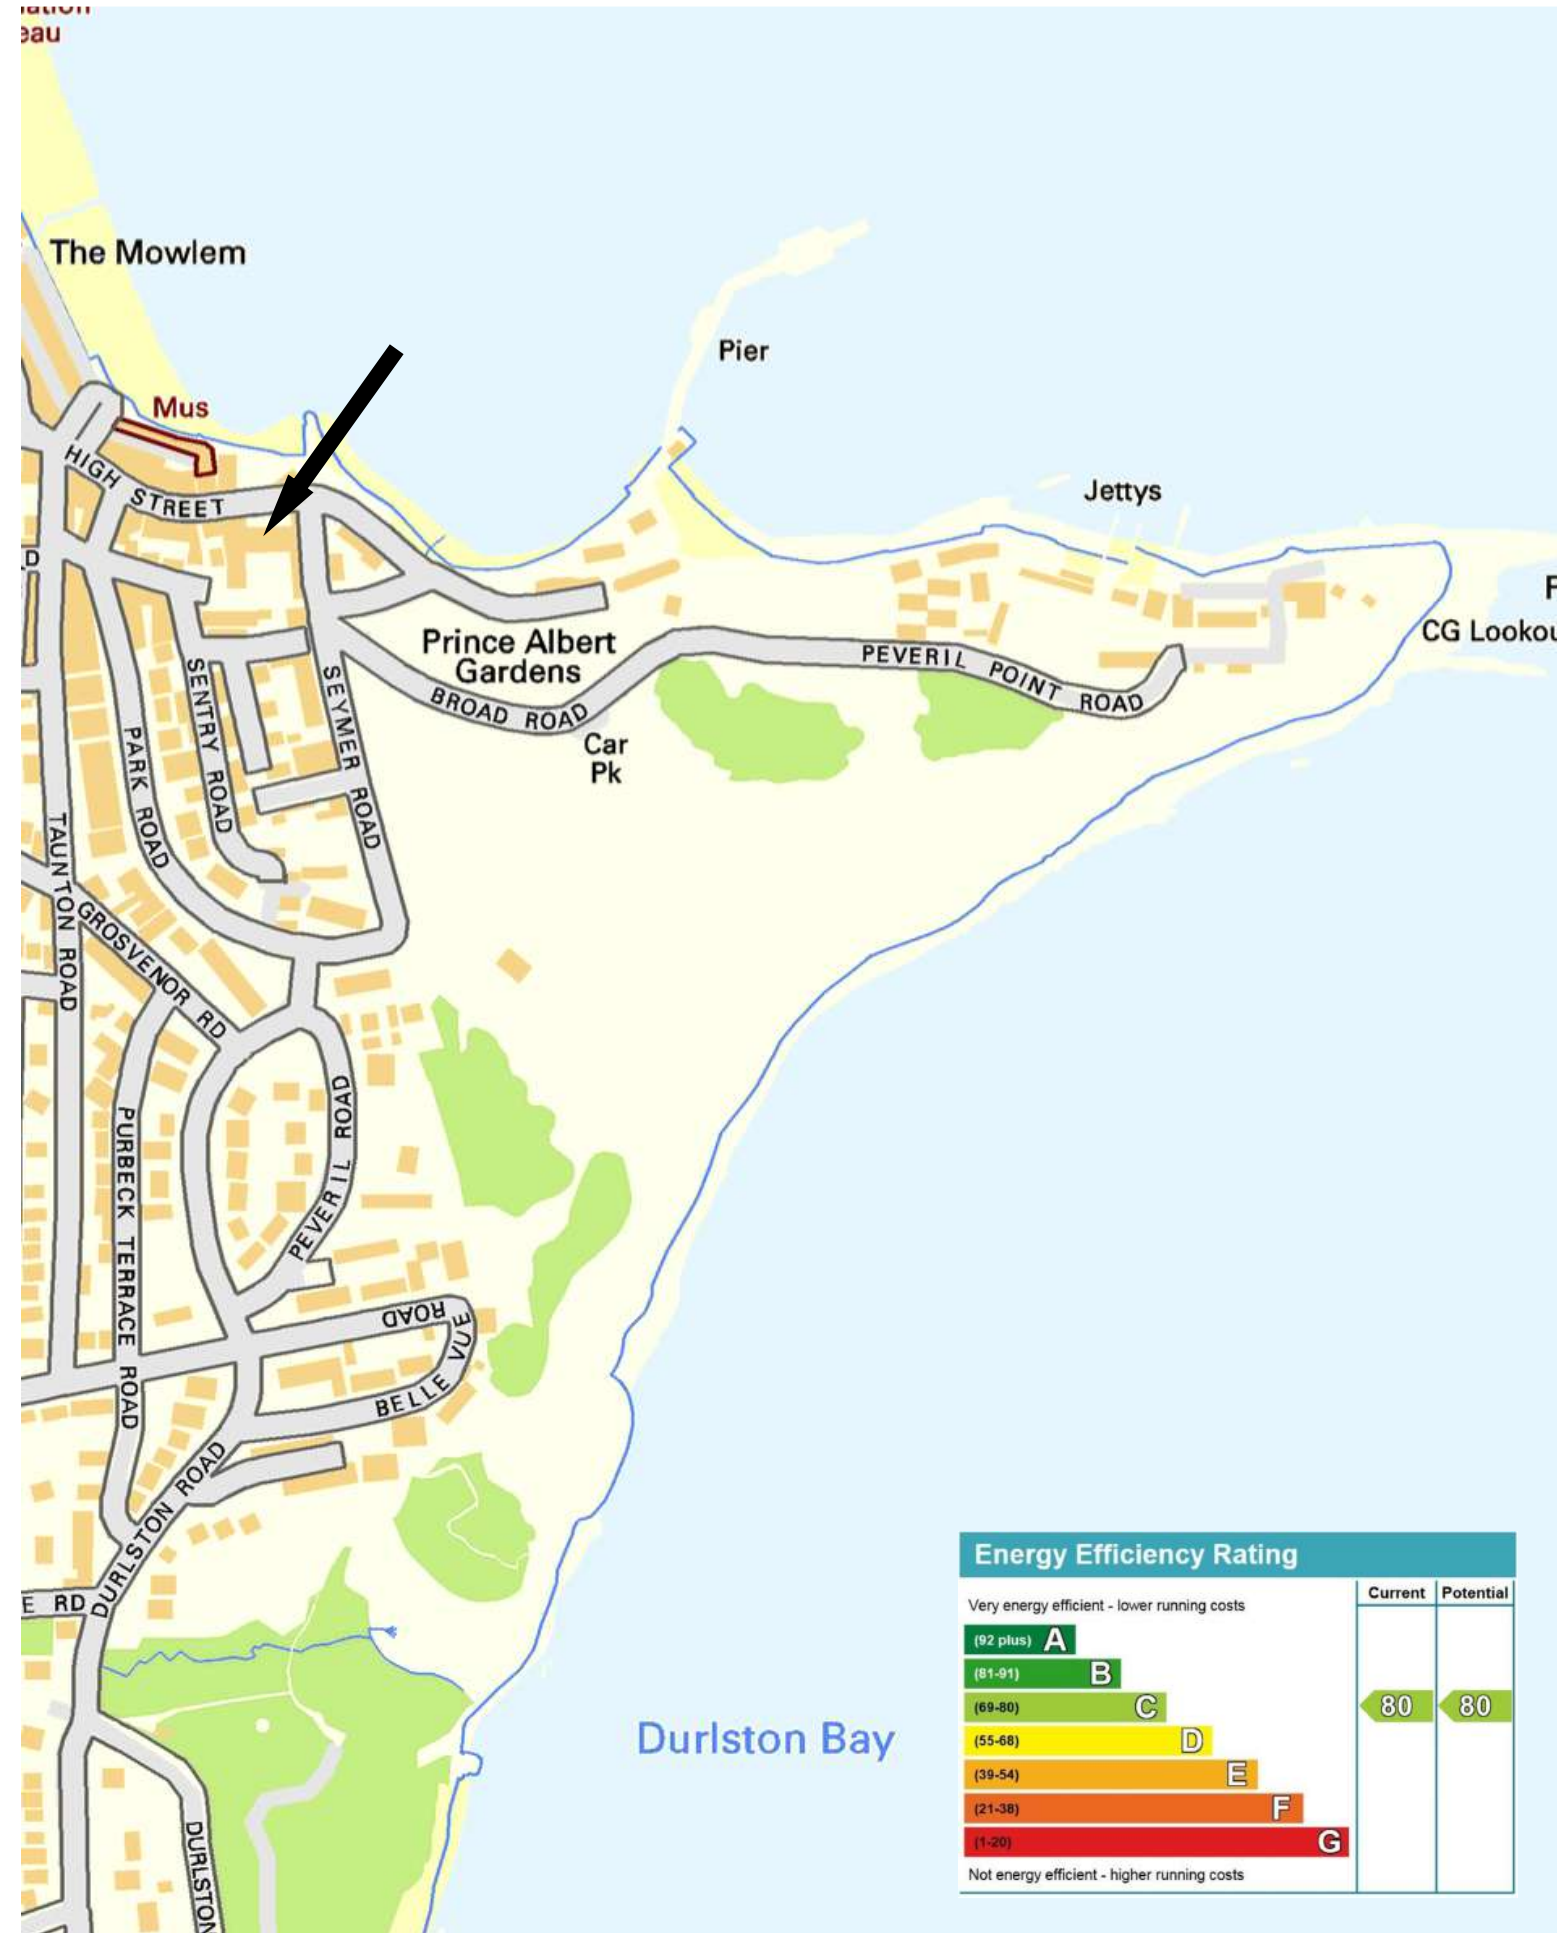 eau
The Mowlem
Pier
Mus
HIGH STREET
Jettys
D
CG Lookou
Prince Albert
Gardens
PEVERIL POINT ROAD
BROAD ROAD
Car
Pk
SENTRY ROAD
SEYMER ROAD
PARK ROAD
TAUNTON ROAD
GROSVENOR RD
PEVERIL ROAD
PURBECK TERRACE ROAD
BELLE VUE ROAD
DURLSTON ROAD
E RD
Durlston Bay
DURLSTON
Energy Efficiency Rating
Current Potential
Very energy efficient - lower running costs
(92 plus) A
(81-91) B
(69-80) C 80 80
(55-68) D
(39-54) E
(21-38) F
(1-20) G
Not energy efficient - higher running costs